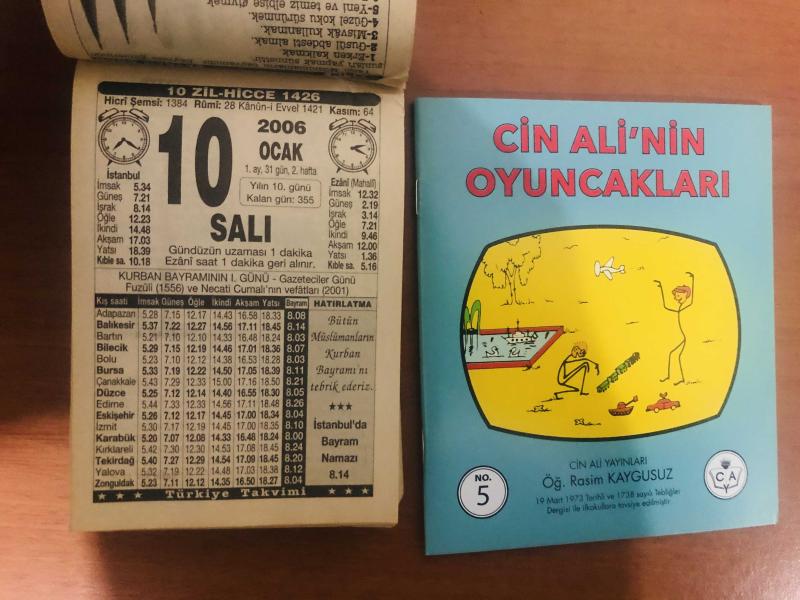 5-Yeni ve temiz elbise giymek
4-Güzel koku sürünmek.
3-Misvâk kullanmak.
2-Gusül abdesti almak.
1-Erken kalkmak
şunları yapmak sünnettir
10 ZİL-HİCCE 1426
Hicrî Şemsî: 1384 Rûmî: 28 Kânûn-i Evvel 1421 Kasım: 64
10
2006
OCAK
1. ay, 31 gün, 2. hafta
Yılın 10. günü
Kalan gün: 355
SALI
Gündüzün uzaması 1 dakika
Ezânî saat 1 dakika geri alınır.
İstanbul
İmsak 5.34
Güneş 7.21
İşrak 8.14
Öğle 12.23
İkindi 14.48
Akşam 17.03
Yatsı 18.39
Kıble sa. 10.18
Ezânî (Mahallî)
İmsak 12.32
Güneş 2.19
İşrak 3.14
Öğle 7.21
İkindi 9.46
Akşam 12.00
Yatsı 1.36
Kıble sa. 5.16
KURBAN BAYRAMININ I. GÜNÜ - Gazeteciler Günü
Fuzûlî (1556) ve Necati Cumalı'nın vefâtları (2001)
Kış saati İmsak Güneş Öğle İkindi Akşam Yatsı Bayram
Adapazarı 5.28 7.15 12.17 14.43 16.58 18.33 8.08
Balıkesir 5.37 7.22 12.27 14.56 17.11 18.45 8.14
Bartın 5.21 7.10 12.10 14.33 16.48 18.24 8.03
Bilecik 5.29 7.15 12.19 14.46 17.01 18.36 8.07
Bolu 5.23 7.10 12.12 14.38 16.53 18.28 8.03
Bursa 5.33 7.19 12.22 14.50 17.05 18.39 8.11
Çanakkale 5.43 7.29 12.33 15.00 17.16 18.50 8.21
Düzce 5.25 7.12 12.14 14.40 16.55 18.30 8.05
Edirne 5.44 7.33 12.33 14.56 17.11 18.48 8.26
Eskişehir 5.26 7.12 12.17 14.45 17.00 18.34 8.04
İzmit 5.30 7.17 12.19 14.45 17.00 18.35 8.10
Karabük 5.20 7.07 12.08 14.33 16.48 18.24 8.00
Kırklareli 5.42 7.30 12.30 14.53 17.08 18.45 8.24
Tekirdağ 5.40 7.27 12.29 14.54 17.09 18.45 8.20
Yalova 5.32 7.19 12.22 14.48 17.03 18.38 8.12
Zonguldak 5.23 7.11 12.12 14.35 16.50 18.27 8.04
HATIRLATMA
Bütün
Müslümanların
Kurban
Bayramı'nı
tebrik ederiz.
İstanbul'da
Bayram
Namazı
8.14
Türkiye Takvimi
CİN ALİ'NİN
OYUNCAKLARI
NO.
5
CİN ALİ YAYINLARI
Öğ. Rasim KAYGUSUZ
19 Mart 1973 Tarihli ve 1738 sayılı Tebliğler
Dergisi ile ilkokullara tavsiye edilmiştir
C A Y